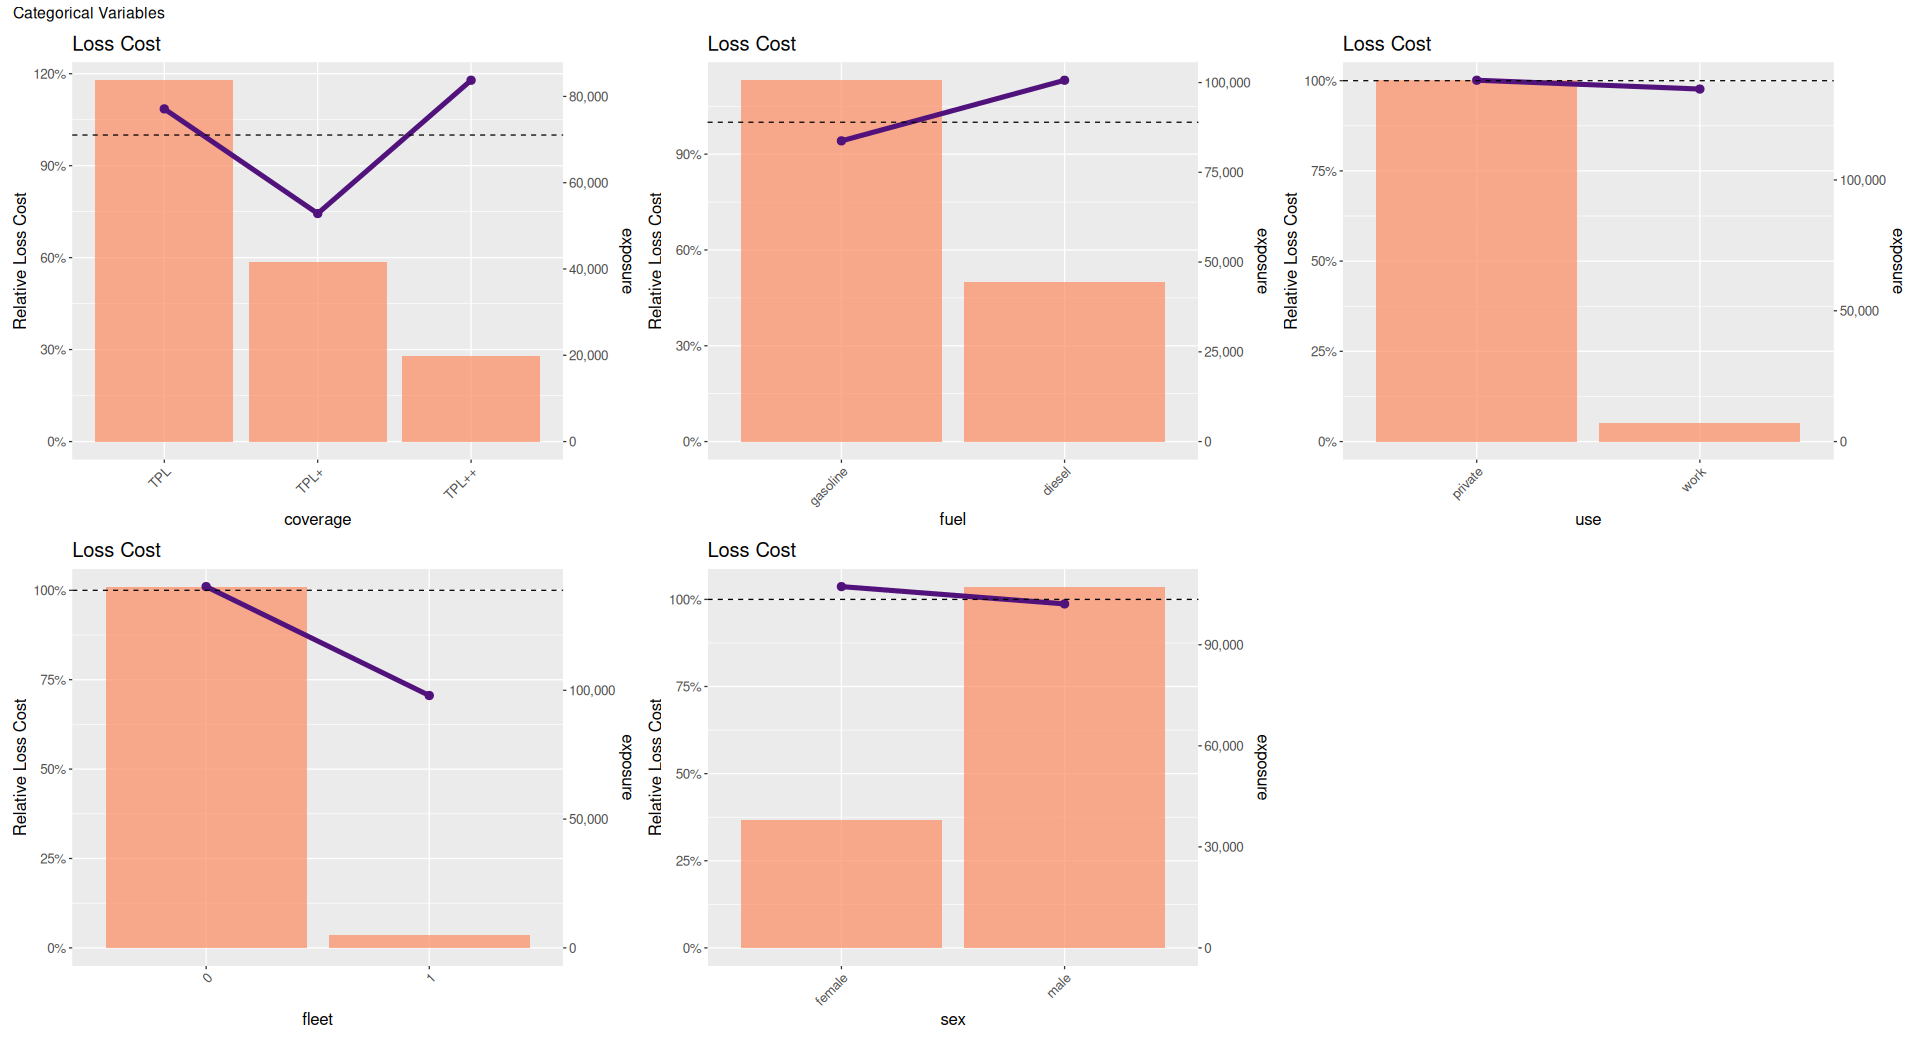 Categorical Variables
Loss Cost
120%
90%
60%
30%
0%
Relative Loss Cost
80,000
60,000
40,000
20,000
0
exposure
TPL
TPL+
TPL++
coverage
Loss Cost
90%
60%
30%
0%
Relative Loss Cost
100,000
75,000
50,000
25,000
0
exposure
gasoline
diesel
fuel
Loss Cost
100%
75%
50%
25%
0%
Relative Loss Cost
100,000
50,000
0
exposure
private
work
use
Loss Cost
100%
75%
50%
25%
0%
Relative Loss Cost
100,000
50,000
0
exposure
0
1
fleet
Loss Cost
100%
75%
50%
25%
0%
Relative Loss Cost
90,000
60,000
30,000
0
exposure
female
male
sex